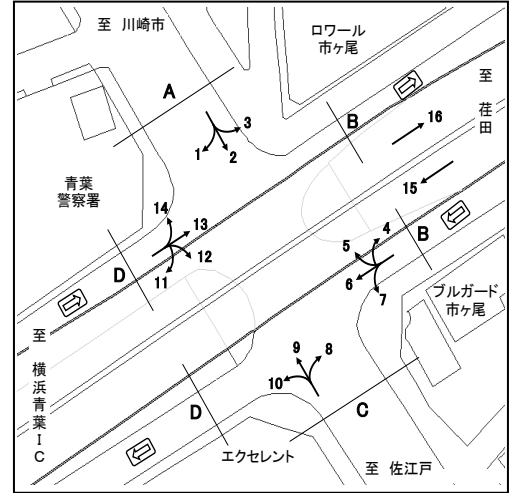 至 川崎市
ロワール
市ヶ尾
至
荏
田
A
B
3
1
2
16
15
青葉
警察署
14
13
12
11
D
B
4
5
6
7
ブルガード
市ヶ尾
至
横
浜
青
葉
I
C
9
8
10
D
C
エクセレント
至 佐江戸